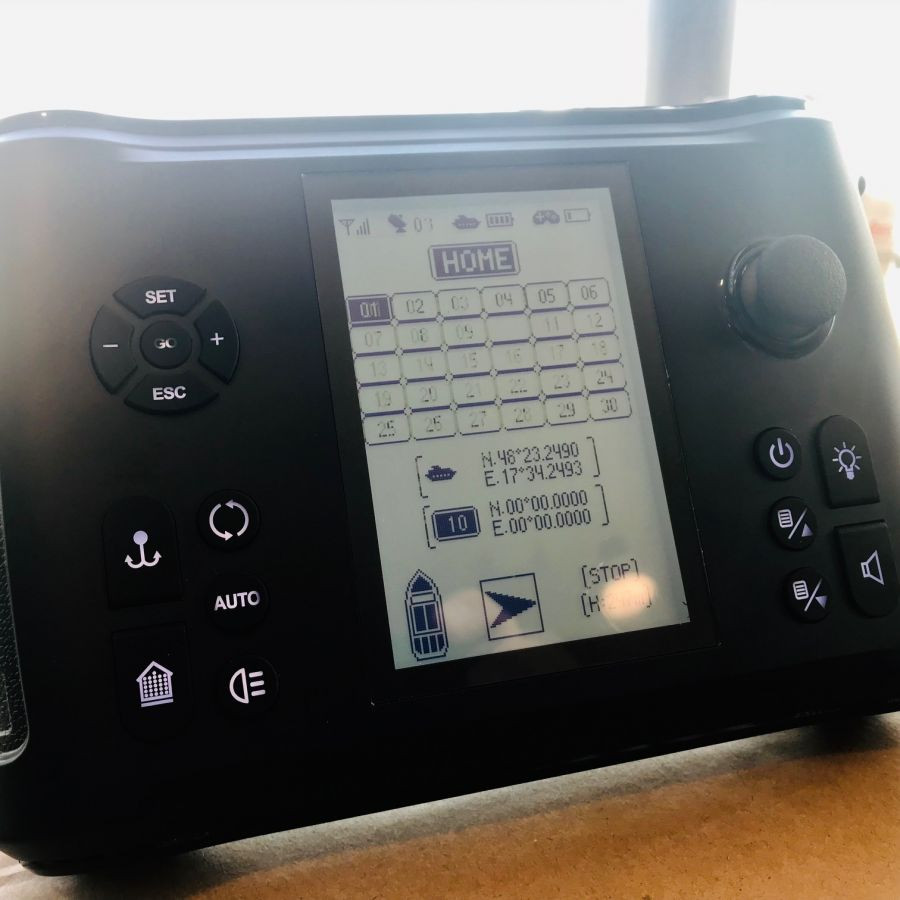 SET
GO
ESC
AUTO
HOME
01 02 03 04 05 06
07 08 09 11 12
13 14 15 16 17 18
19 20 21 22 23 24
25 26 27 28 29 30
N.46°23.2490
E.17°34.2493
10
N.00°00.0000
E.00°00.0000
[STOP]